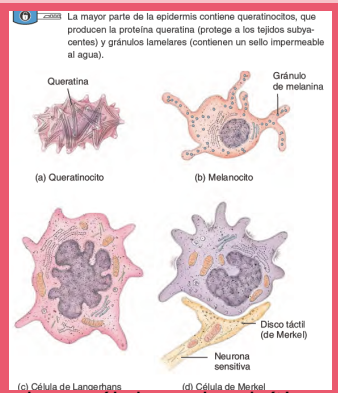 La mayor parte de la epidermis contiene queratinocitos, que
producen la proteína queratina (protege a los tejidos subya-
centes) y gránulos lamelares (contienen un sello impermeable
al agua).
Queratina
Gránulo
de melanina
(a) Queratinocito
(b) Melanocito
Disco táctil
(de Merkel)
Neurona
sensitiva
(c) Célula de Langerhans
(d) Célula de Merkel